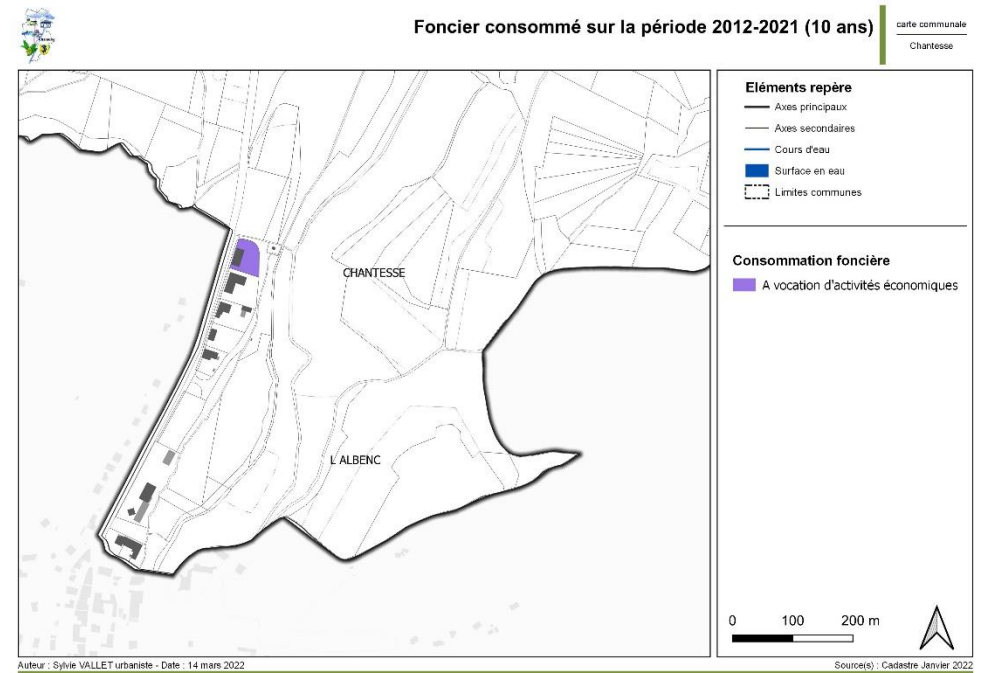 Foncier consommé sur la période 2012-2021 (10 ans)
carte communale
Chantesse
CHANTESSE
L ALBENC
Eléments repère
Axes principaux
Axes secondaires
Cours d'eau
Surface en eau
Limites communes
Consommation foncière
A vocation d'activités économiques
0 100 200 m
Auteur : Sylvie VALLET urbaniste - Date : 14 mars 2022
Source(s) : Cadastre Janvier 2022